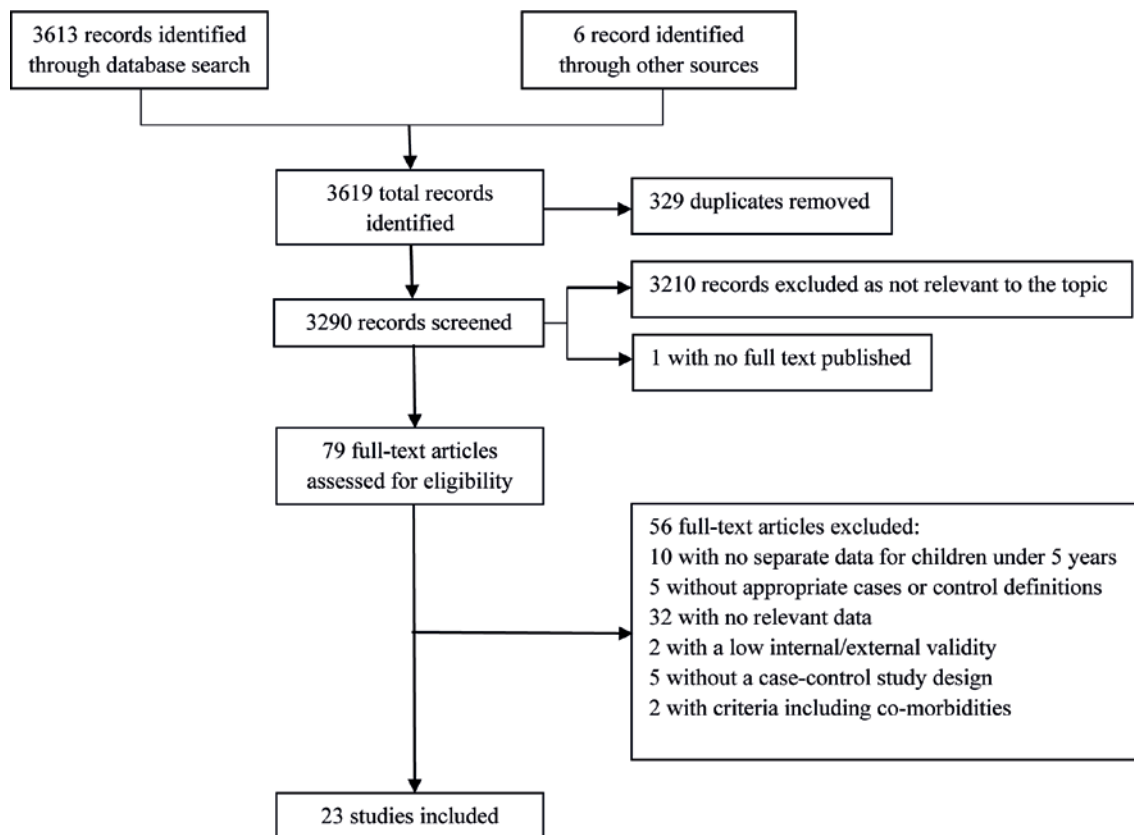 3613 records identified
through database search
6 record identified
through other sources
3619 total records
identified
329 duplicates removed
3290 records screened
3210 records excluded as not relevant to the topic
1 with no full text published
79 full-text articles
assessed for eligibility
56 full-text articles excluded:
10 with no separate data for children under 5 years
5 without appropriate cases or control definitions
32 with no relevant data
2 with a low internal/external validity
5 without a case-control study design
2 with criteria including co-morbidities
23 studies included